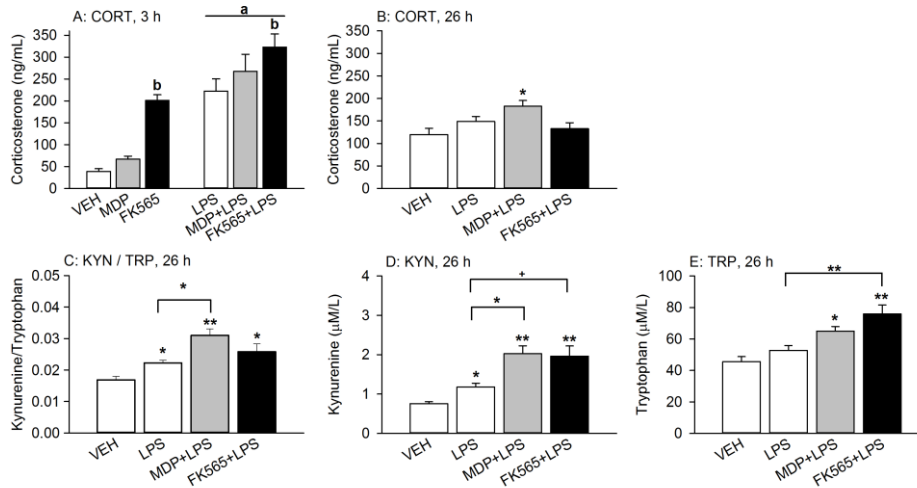 A: CORT, 3 h
Corticosterone (ng/mL)
350
300
250
200
150
100
50
0
a
b
b
VEH
MDP
FK565
LPS
MDP+LPS
FK565+LPS
B: CORT, 26 h
Corticosterone (ng/mL)
350
300
250
200
150
100
50
0
*
VEH
LPS
MDP+LPS
FK565+LPS
C: KYN / TRP, 26 h
Kynurenine/Tryptophan
0.05
0.04
0.03
0.02
0.01
0.00
*
*
**
*
VEH
LPS
MDP+LPS
FK565+LPS
D: KYN, 26 h
Kynurenine (µM/L)
4
3
2
1
0
+
*
*
**
**
VEH
LPS
MDP+LPS
FK565+LPS
E: TRP, 26 h
Tryptophan (µM/L)
100
80
60
40
20
0
**
*
**
VEH
LPS
MDP+LPS
FK565+LPS